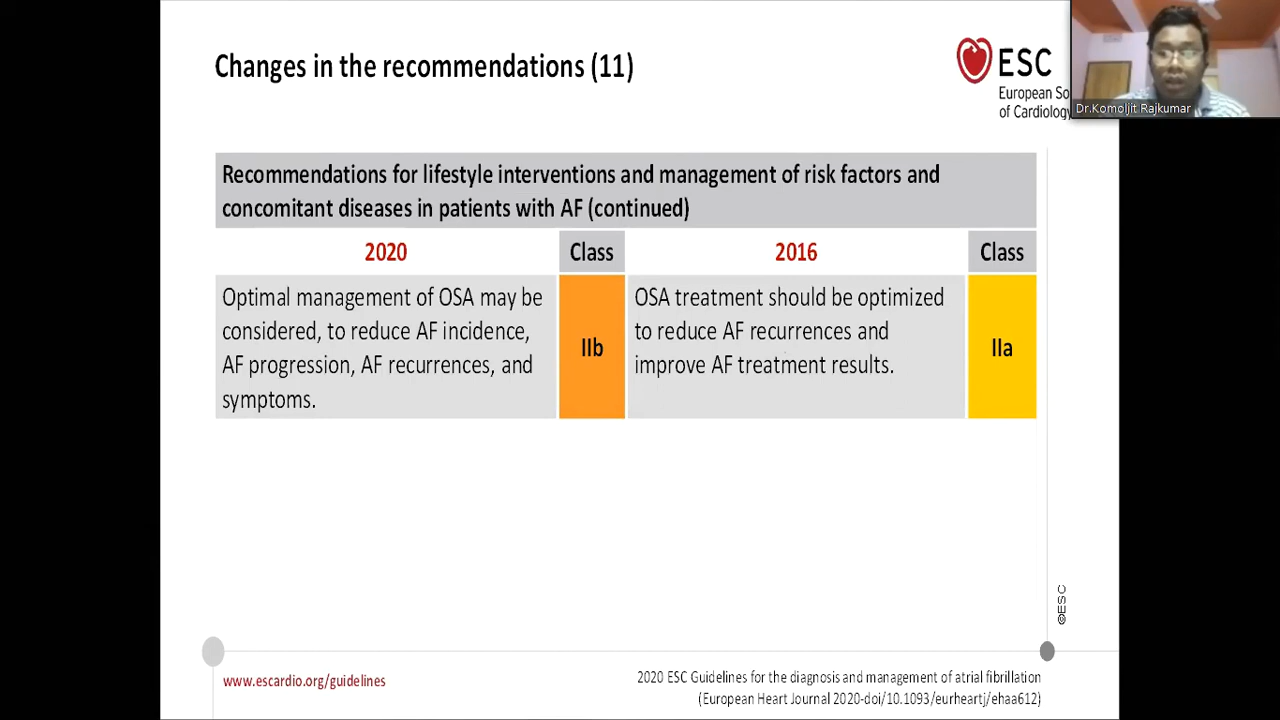 Changes in the recommendations (11)
ESC
European So
of Cardiology
Dr.Komoljit Rajkumar
Recommendations for lifestyle interventions and management of risk factors and
concomitant diseases in patients with AF (continued)
2020
Class
2016
Class
Optimal management of OSA may be
considered, to reduce AF incidence,
AF progression, AF recurrences, and
symptoms.
IIb
OSA treatment should be optimized
to reduce AF recurrences and
improve AF treatment results.
IIa
©ESC
www.escardio.org/guidelines
2020 ESC Guidelines for the diagnosis and management of atrial fibrillation
(European Heart Journal 2020-doi/10.1093/eurheartj/ehaa612)